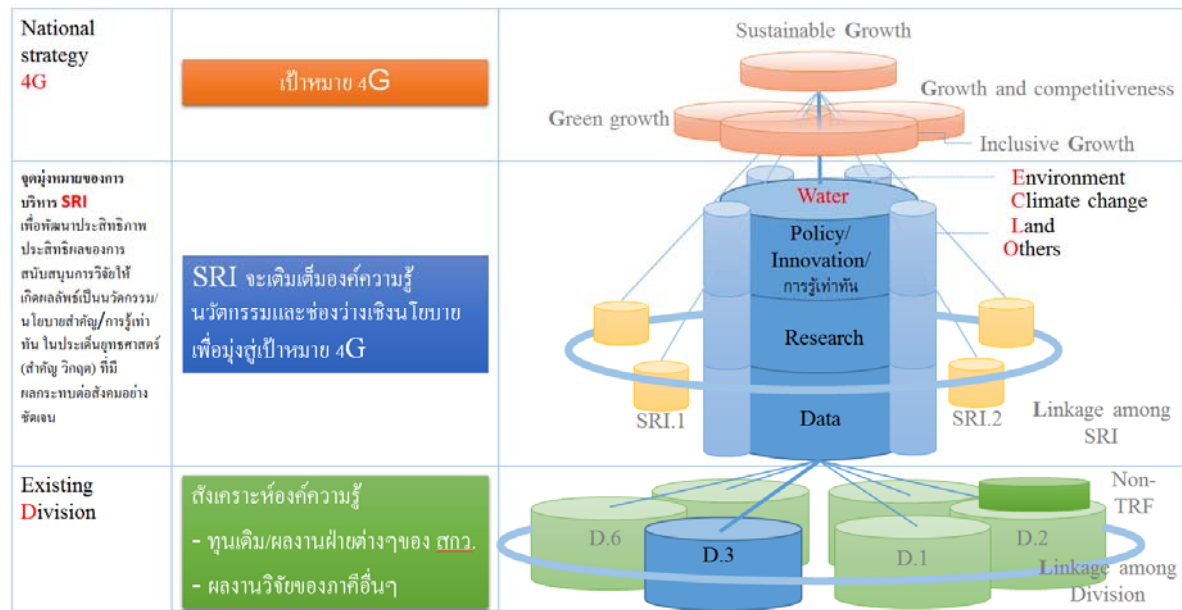 National
strategy
4G
เป้าหมาย 4G
Sustainable Growth
Growth and competitiveness
Green growth
Inclusive Growth
จุดมุ่งหมายของการ
บริหาร SRI
เพื่อพัฒนาประสิทธิภาพ
ประสิทธิผลของการ
สนับสนุนการวิจัยให้
เกิดผลลัพธ์เป็นนวัตกรรม/
นโยบายสำคัญ/การรู้เท่า
ทัน ในประเด็นยุทธศาสตร์
(สำคัญ วิกฤต) ที่มี
ผลกระทบต่อสังคมอย่าง
ชัดเจน
SRI จะเติมเต็มองค์ความรู้
นวัตกรรมและช่องว่างเชิงนโยบาย
เพื่อมุ่งสู่เป้าหมาย 4G
Water
Policy/
Innovation/
การรู้เท่าทัน
Research
Data
Environment
Climate change
Land
Others
SRI.1
SRI.2
Linkage among
SRI
Existing
Division
สังเคราะห์องค์ความรู้
- ทุนเดิม/ผลงานฝ่ายต่างๆของ สกว.
- ผลงานวิจัยของภาคีอื่นๆ
D.6
D.3
D.1
D.2
Non-
TRF
Linkage among
Division